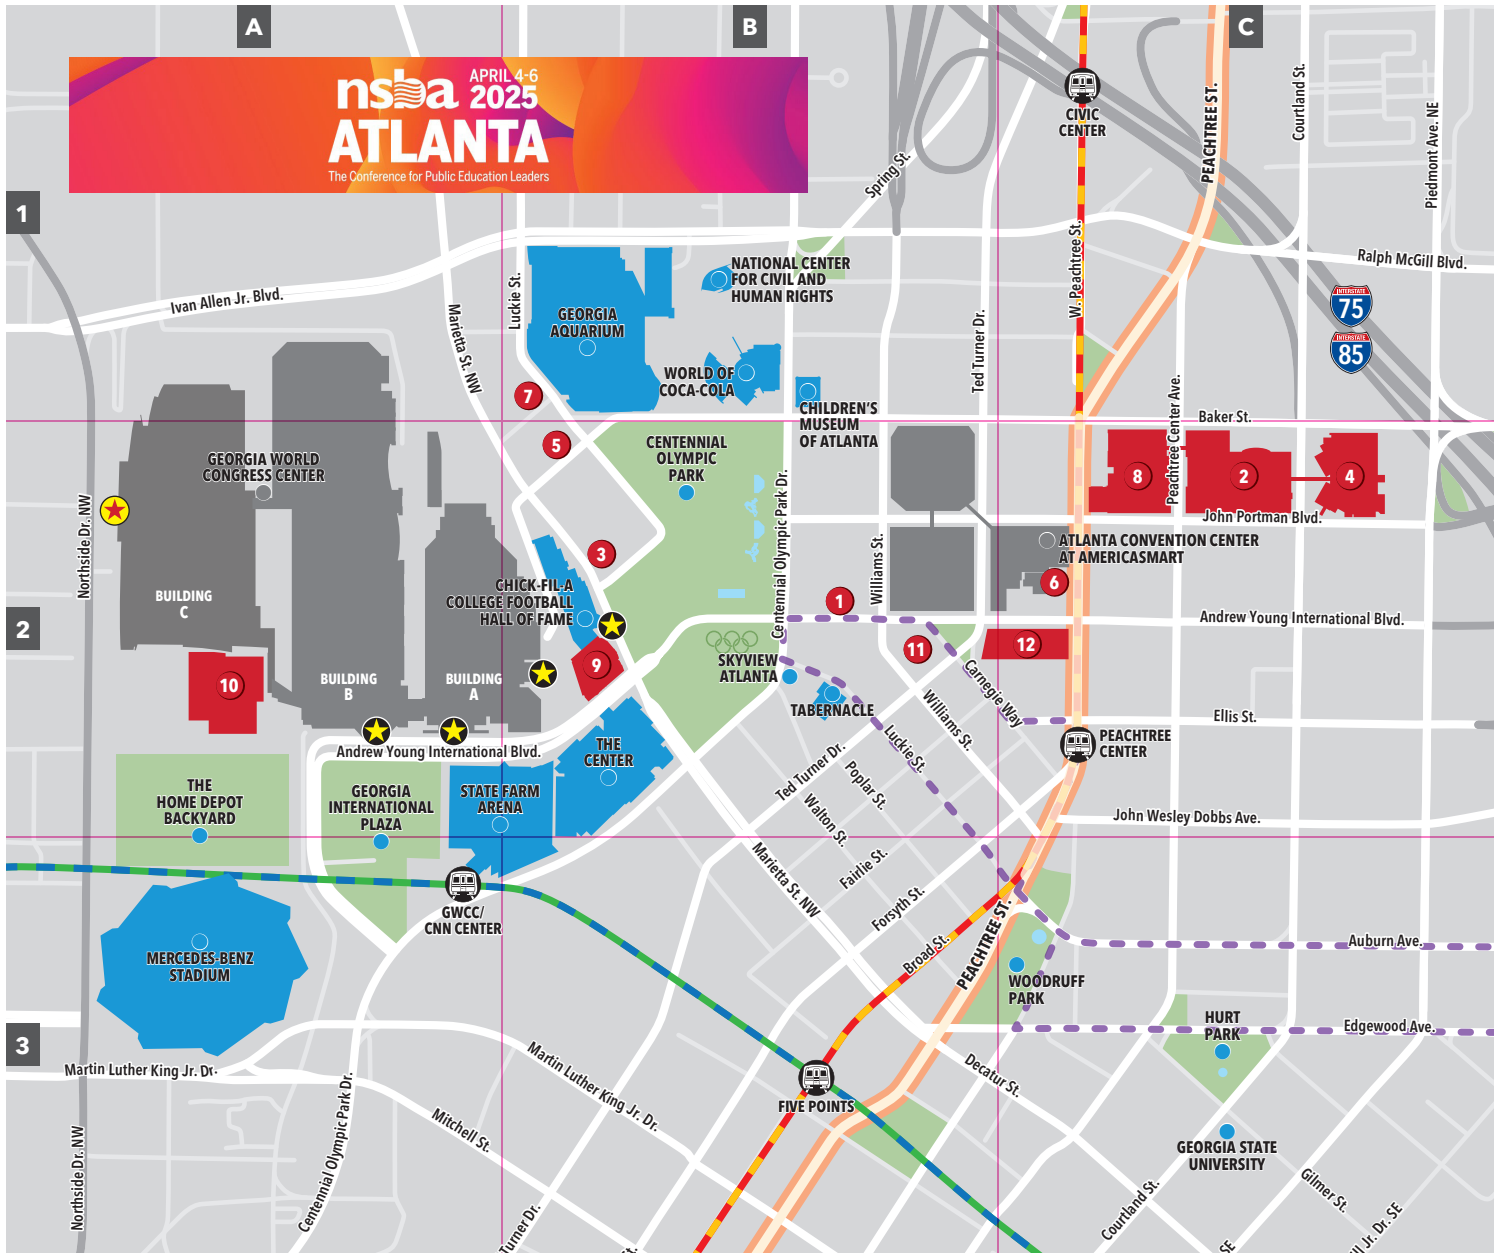 A
B
C
nsba
APRIL 4-6
2025
ATLANTA
The Conference for Public Education Leaders
CIVIC
CENTER
PEACHTREE ST.
Courtland St.
Piedmont Ave. NE
Spring St.
1
W. Peachtree St.
Ralph McGill Blvd.
INTERSTATE
75
INTERSTATE
85
Ivan Allen Jr. Blvd.
Luckie St.
Marietta St. NW
NATIONAL CENTER
FOR CIVIL AND
HUMAN RIGHTS
GEORGIA
AQUARIUM
WORLD OF
COCA-COLA
Ted Turner Dr.
7
CHILDREN'S
MUSEUM
OF ATLANTA
Peachtree Center Ave.
Baker St.
5
CENTENNIAL
OLYMPIC
PARK
GEORGIA WORLD
CONGRESS CENTER
8
2
4
John Portman Blvd.
Northside Dr. NW
Centennial Olympic Park Dr.
Williams St.
ATLANTA CONVENTION CENTER
AT AMERICASMART
3
6
CHICK-FIL-A
COLLEGE FOOTBALL
HALL OF FAME
BUILDING
C
1
Andrew Young International Blvd.
2
11
12
9
10
BUILDING
B
BUILDING
A
SKYVIEW
ATLANTA
TABERNACLE
Carnegie Way
Williams St.
Ellis St.
Luckie St.
PEACHTREE
CENTER
Andrew Young International Blvd.
THE
CENTER
Ted Turner Dr.
Poplar St.
Walton St.
THE
HOME DEPOT
BACKYARD
GEORGIA
INTERNATIONAL
PLAZA
STATE FARM
ARENA
John Wesley Dobbs Ave.
Marietta St. NW
Fairlie St.
Forsyth St.
GWCC/
CNN CENTER
Broad St.
PEACHTREE ST.
Auburn Ave.
MERCEDES-BENZ
STADIUM
WOODRUFF
PARK
HURT
PARK
Edgewood Ave.
3
Martin Luther King Jr. Dr.
Martin Luther King Jr. Dr.
Decatur St.
FIVE POINTS
Mitchell St.
Centennial Olympic Park Dr.
Northside Dr. NW
GEORGIA STATE
UNIVERSITY
Gilmer St.
Courtland St.
Turner Dr.
St.
SE
Jr. Dr. SE